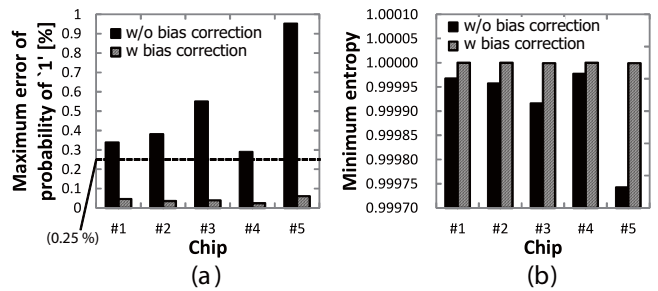 Maximum error of
probability of `1' [%]
1
0.9
0.8
0.7
0.6
0.5
0.4
0.3
0.2
0.1
0
w/o bias correction
w bias correction
(0.25 %)
#1 #2 #3 #4 #5
Chip
(a)
Minimum entropy
1.00010
1.00005
1.00000
0.99995
0.99990
0.99985
0.99980
0.99975
0.99970
w/o bias correction
w bias correction
#1 #2 #3 #4 #5
Chip
(b)